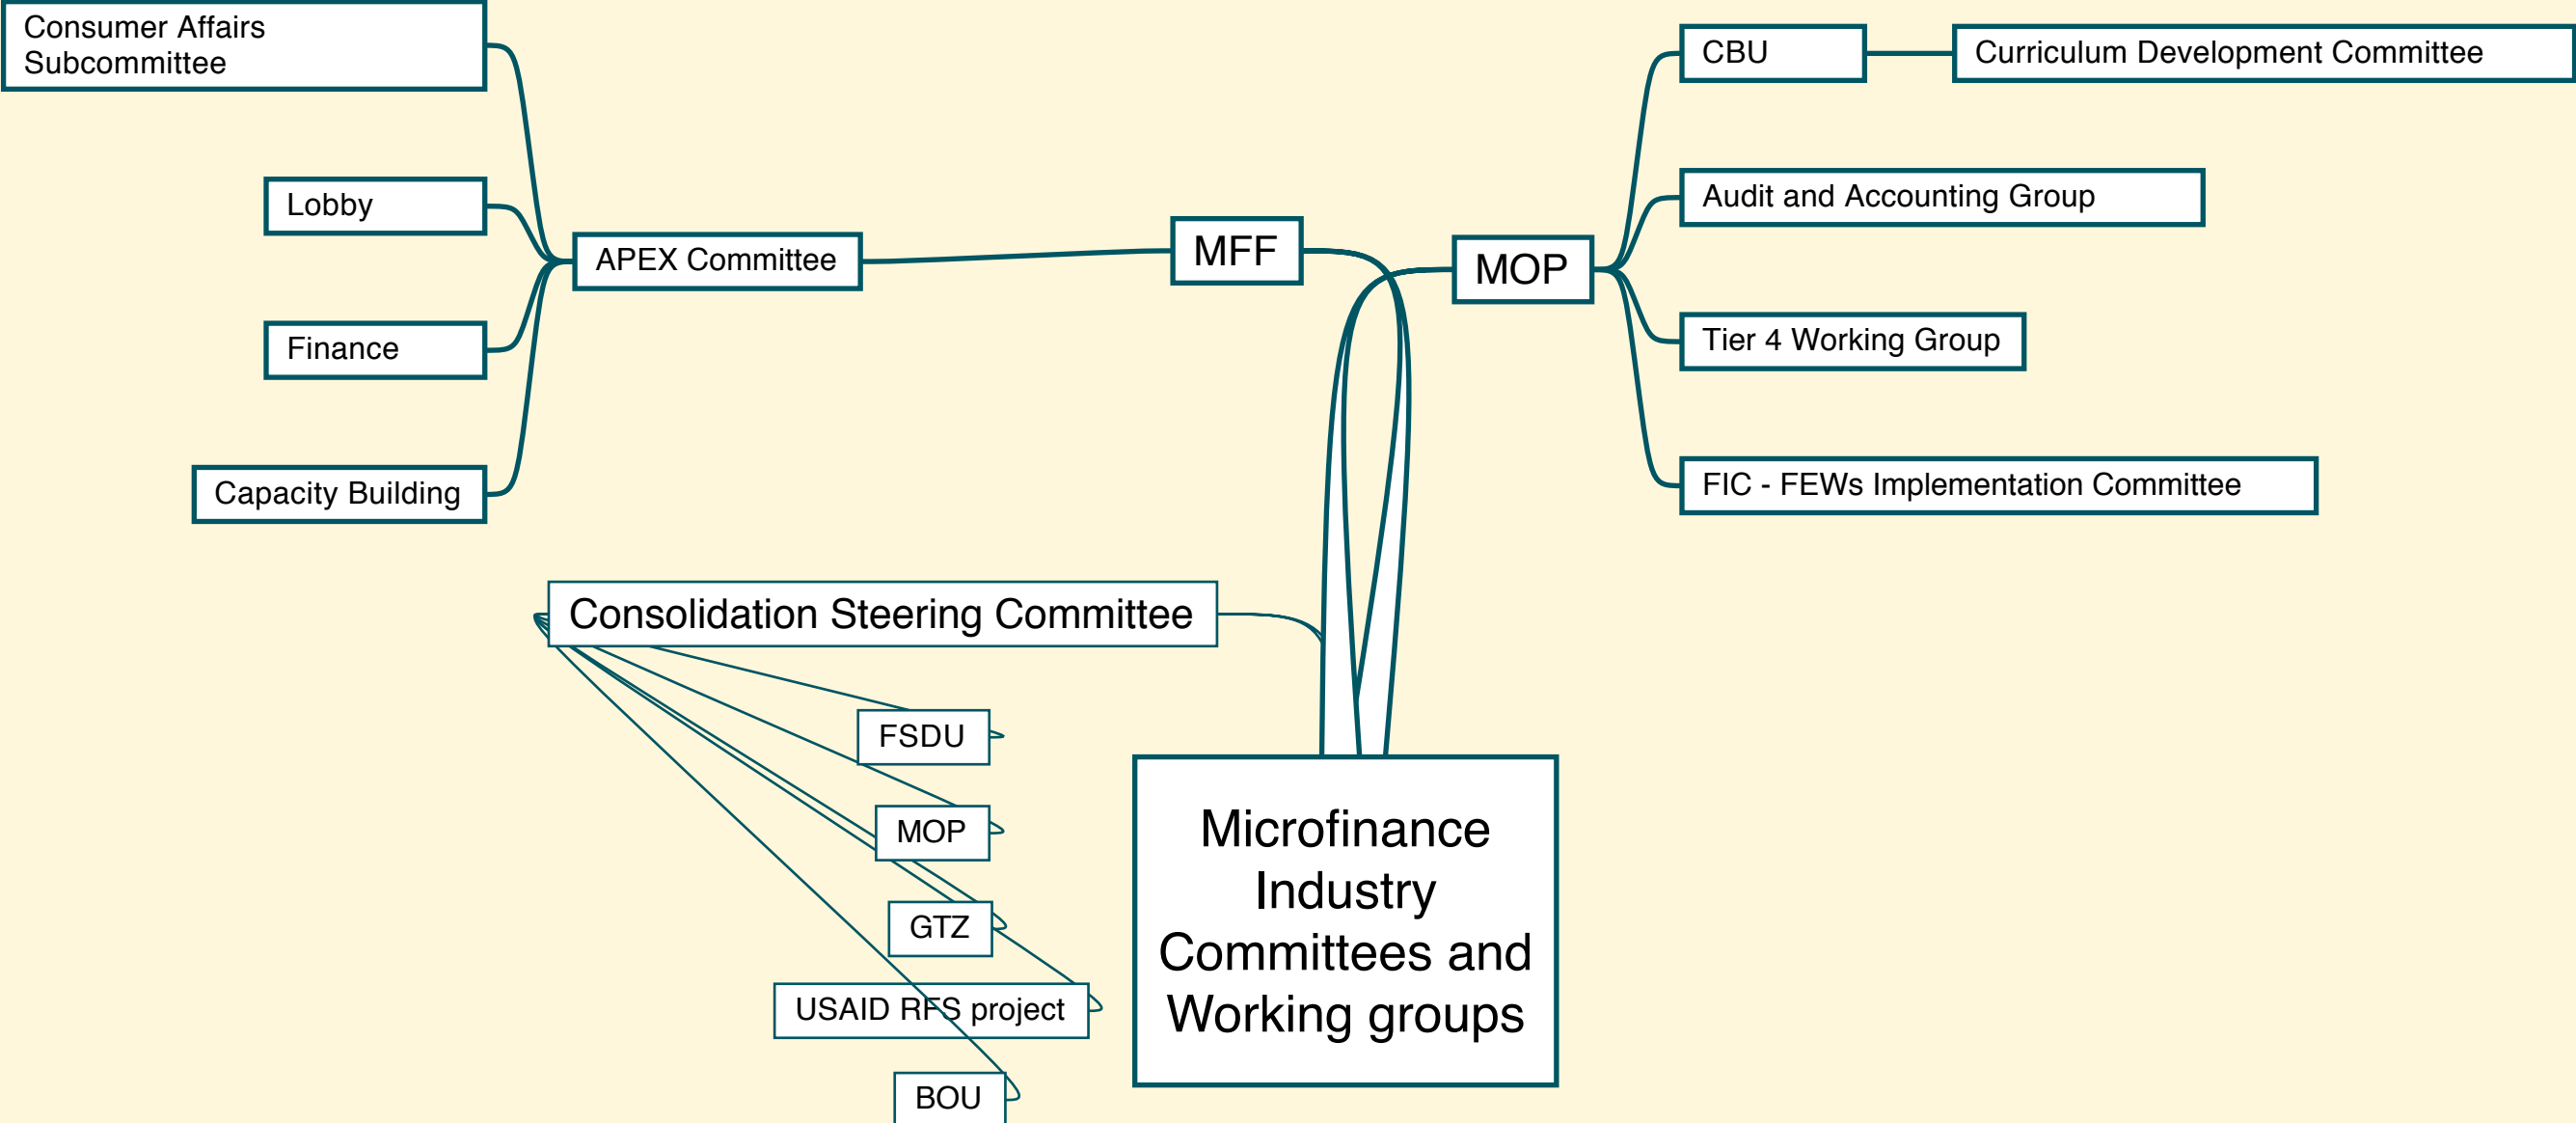 Consumer Affairs
Subcommittee
Lobby
Finance
Capacity Building
APEX Committee
MFF
MOP
CBU
Curriculum Development Committee
Audit and Accounting Group
Tier 4 Working Group
FIC - FEWs Implementation Committee
Consolidation Steering Committee
FSDU
MOP
GTZ
USAID RFS project
BOU
Microfinance
Industry
Committees and
Working groups